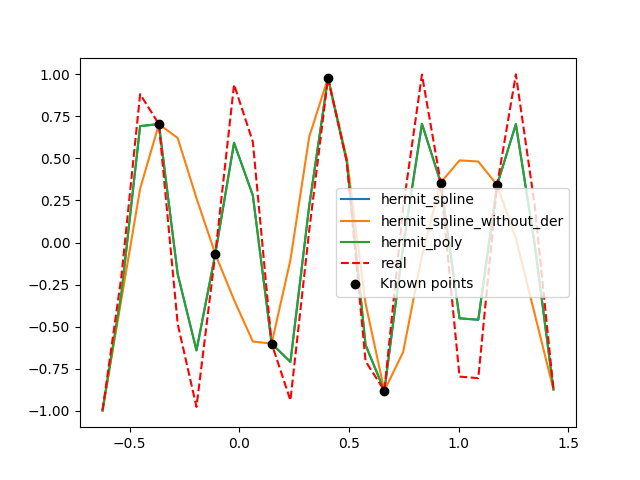 1.00
0.75
0.50
0.25
0.00
−0.25
−0.50
−0.75
−1.00
hermit_spline
hermit_spline_without_der
hermit_poly
real
Known points
−0.5
0.0
0.5
1.0
1.5